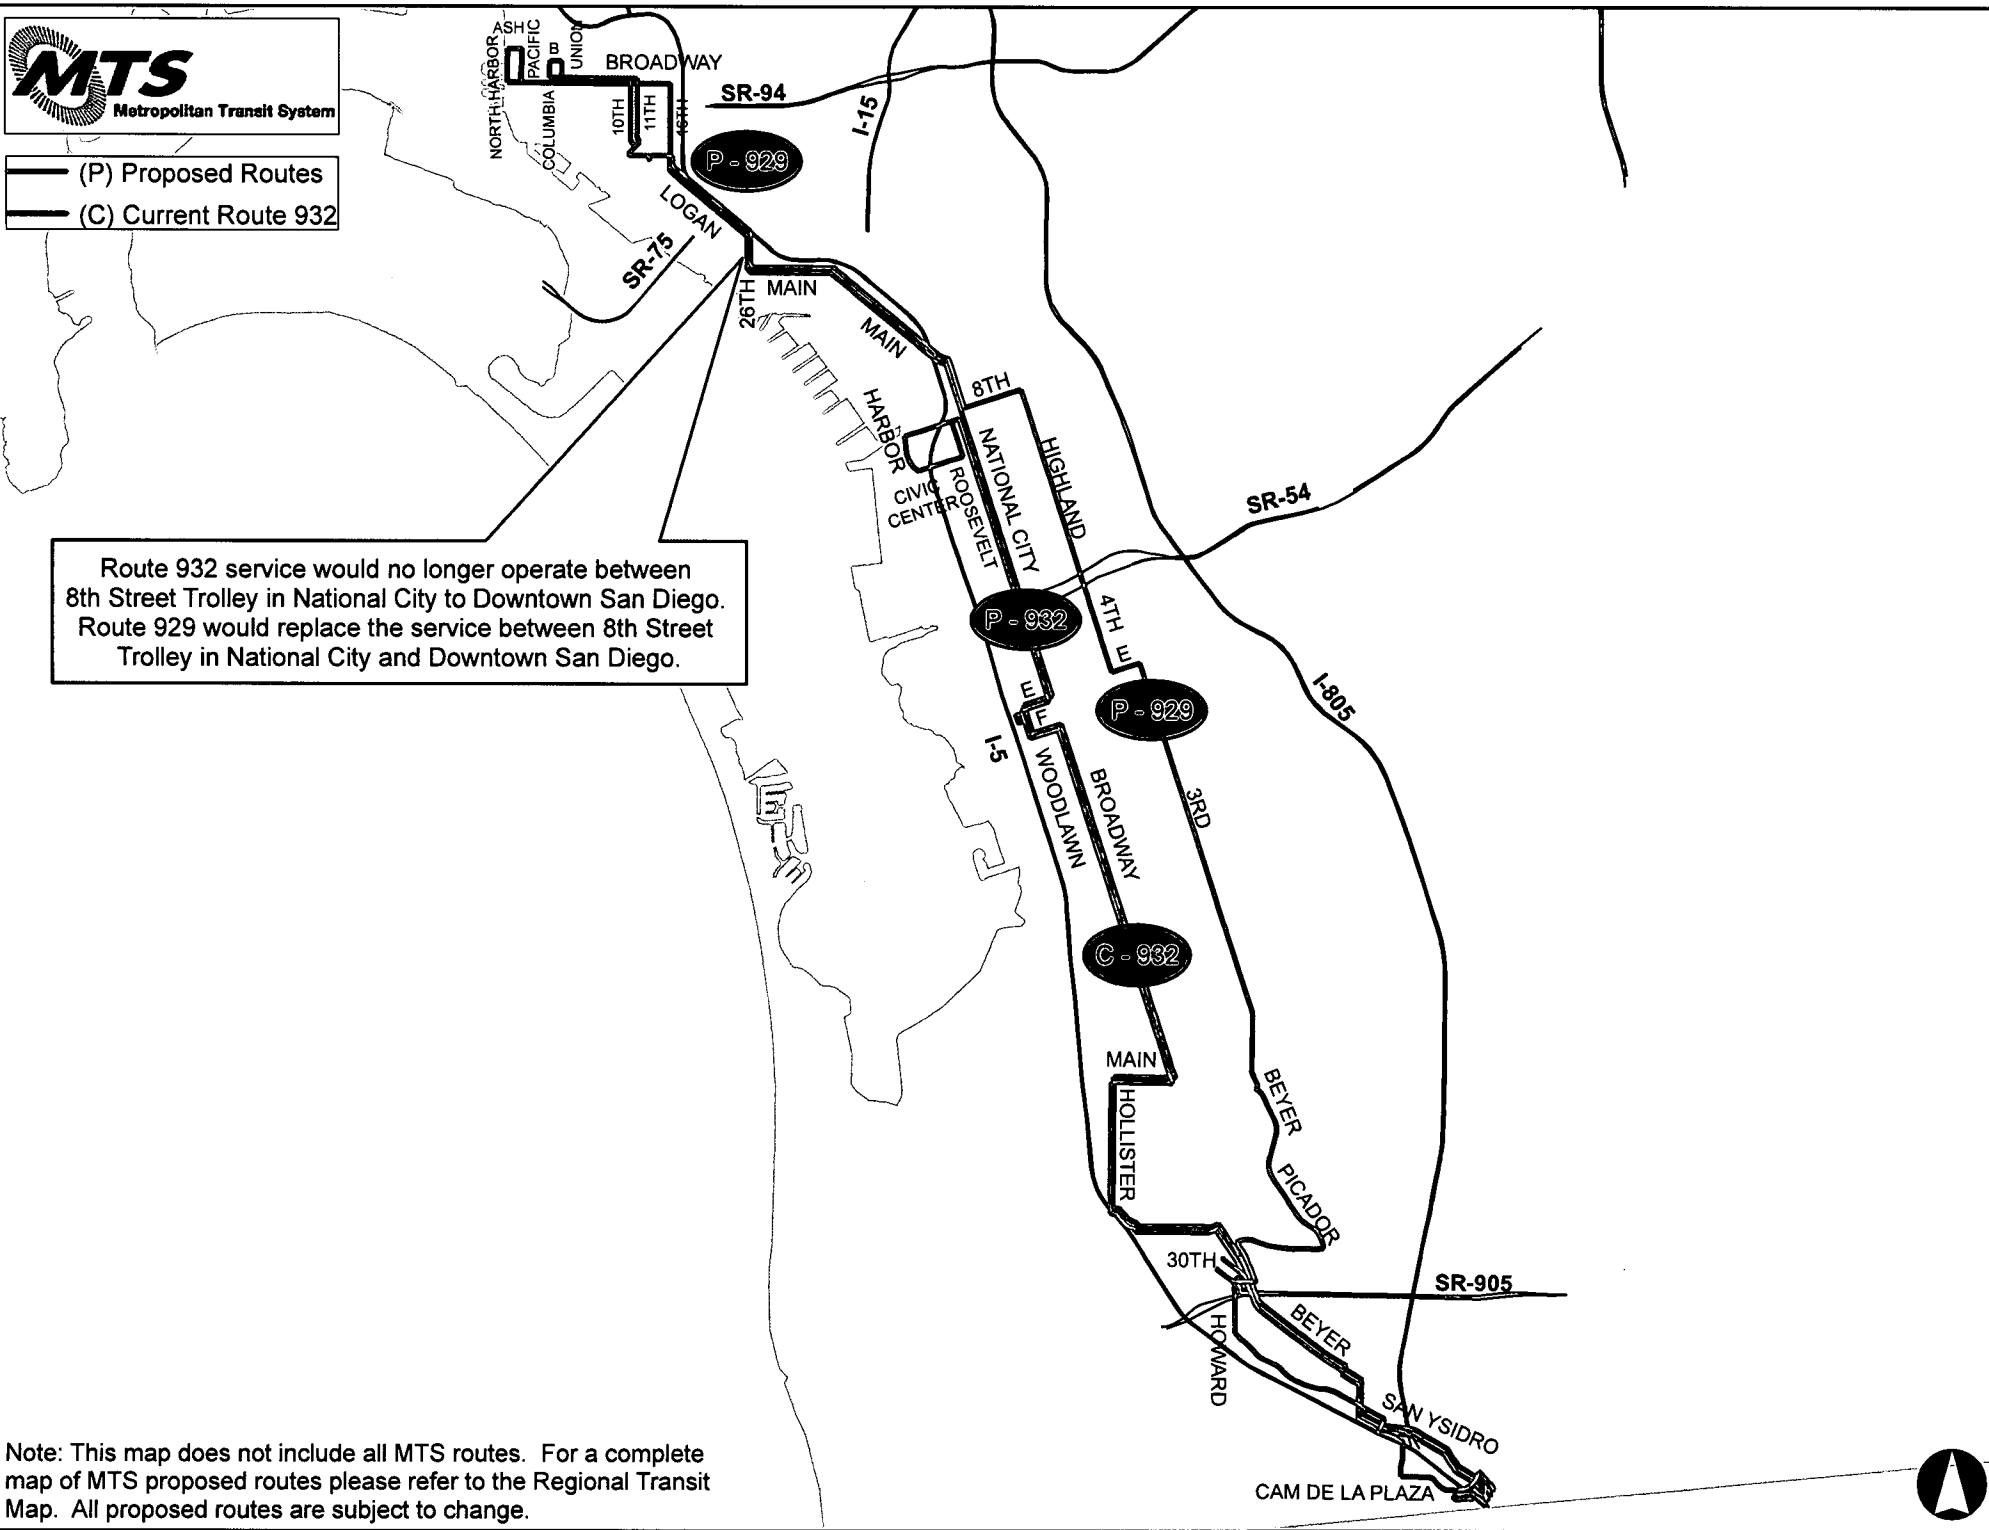 MTS
Metropolitan Transit System
(P) Proposed Routes
(C) Current Route 932
ASH
PACIFIC
NORTH HARBOR
B
UNION
COLUMBIA
BROADWAY
10TH
11TH
16TH
SR-94
I-15
P - 929
LOGAN
SR-75
26TH
MAIN
MAIN
8TH
HARBOR
CIVIC
CENTER
ROOSEVELT
NATIONAL CITY
HIGHLAND
SR-54
Route 932 service would no longer operate between
8th Street Trolley in National City to Downtown San Diego.
Route 929 would replace the service between 8th Street
Trolley in National City and Downtown San Diego.
P - 932
4TH
E
E
F
P - 929
I-805
I-5
WOODLAWN
BROADWAY
3RD
C - 932
MAIN
HOLLISTER
BEYER
PICADOR
30TH
SR-905
HOWARD
BEYER
SAN YSIDRO
CAM DE LA PLAZA
Note: This map does not include all MTS routes. For a complete
map of MTS proposed routes please refer to the Regional Transit
Map. All proposed routes are subject to change.